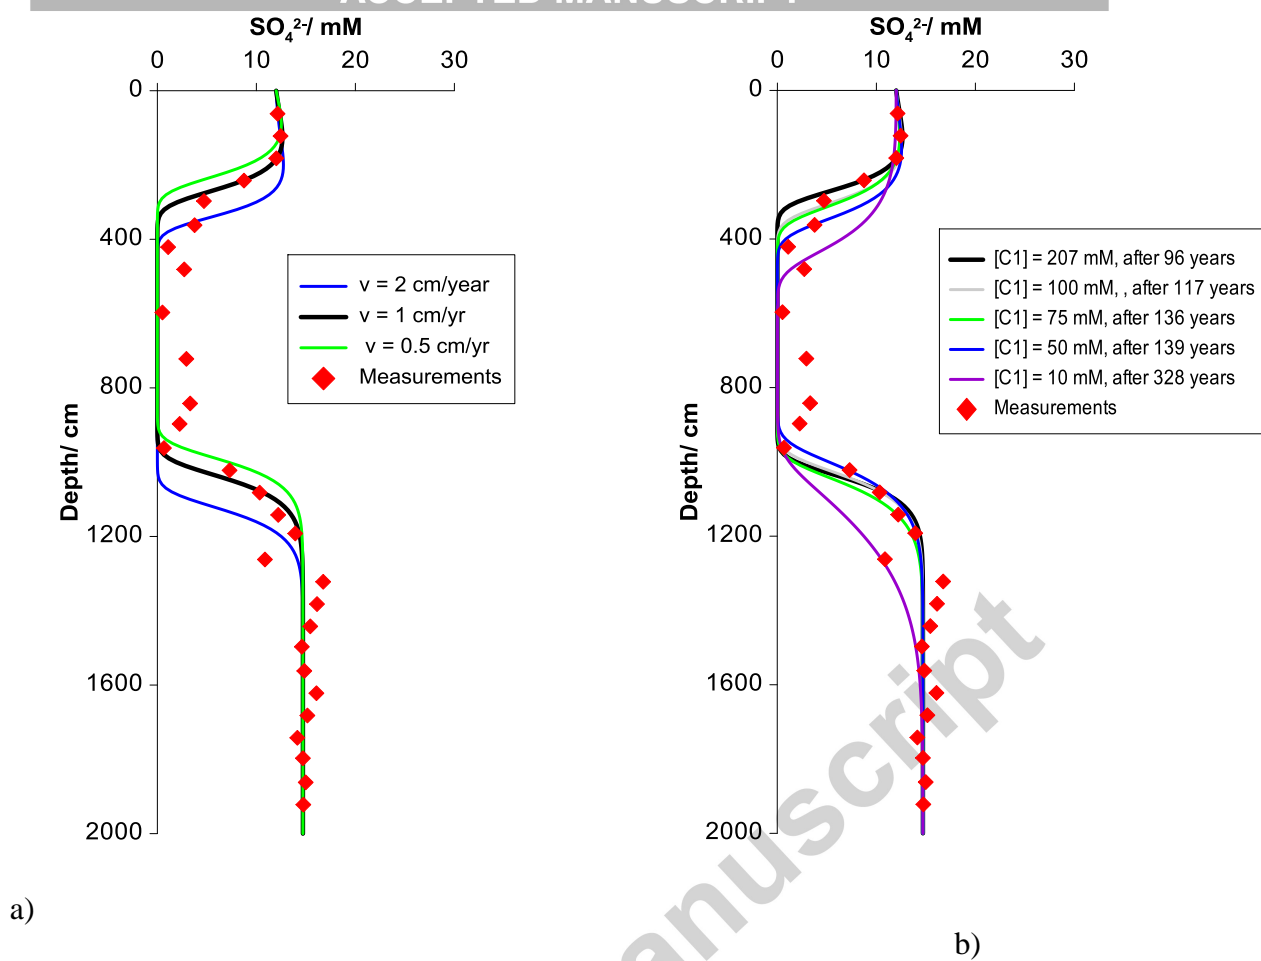 ACCEPTED MANUSCRIPT
SO₄²⁻/ mM
0 10 20 30
0
400
800
1200
1600
2000
Depth/ cm
v = 2 cm/year
v = 1 cm/yr
v = 0.5 cm/yr
Measurements
a)
SO₄²⁻/ mM
0 10 20 30
0
400
800
1200
1600
2000
Depth/ cm
[C1] = 207 mM, after 96 years
[C1] = 100 mM, , after 117 years
[C1] = 75 mM, after 136 years
[C1] = 50 mM, after 139 years
[C1] = 10 mM, after 328 years
Measurements
b)
anuscript